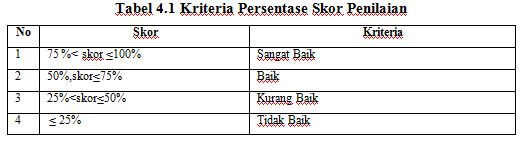 Tabel 4.1 Kriteria Persentase Skor Penilaian
No Skor Kriteria
1 75 %< skor ≤100% Sangat Baik
2 50%,skor≤75% Baik
3 25%<skor≤50% Kurang Baik
4 ≤ 25% Tidak Baik